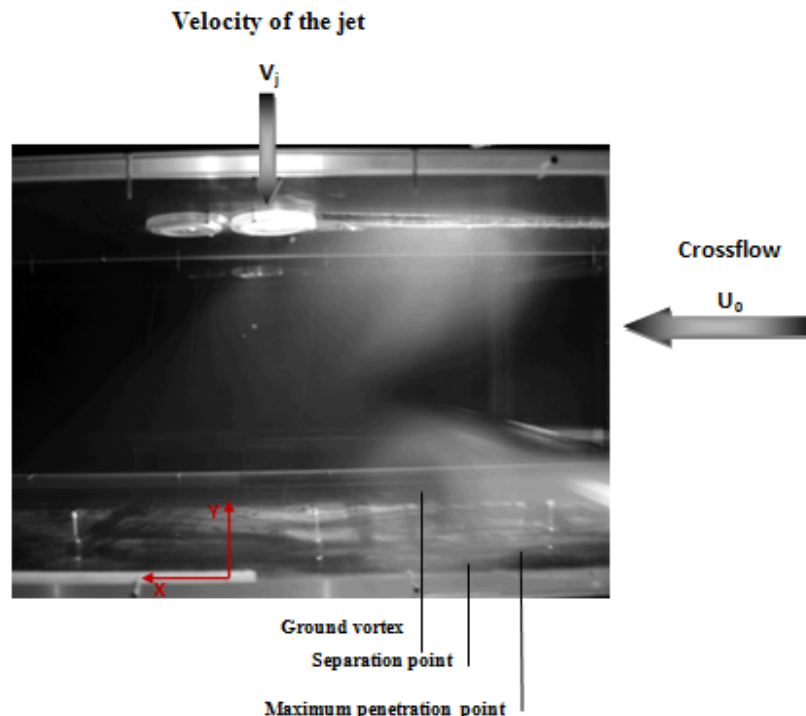 Velocity of the jet
Vj
Crossflow
U0
Y
X
Ground vortex
Separation point
Maximum penetration point